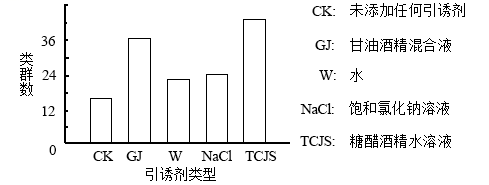 类群数
36
24
12
0
CK GJ W NaCl TCJS
引诱剂类型
CK: 未添加任何引诱剂
GJ: 甘油酒精混合液
W: 水
NaCl: 饱和氯化钠溶液
TCJS: 糖醋酒精水溶液